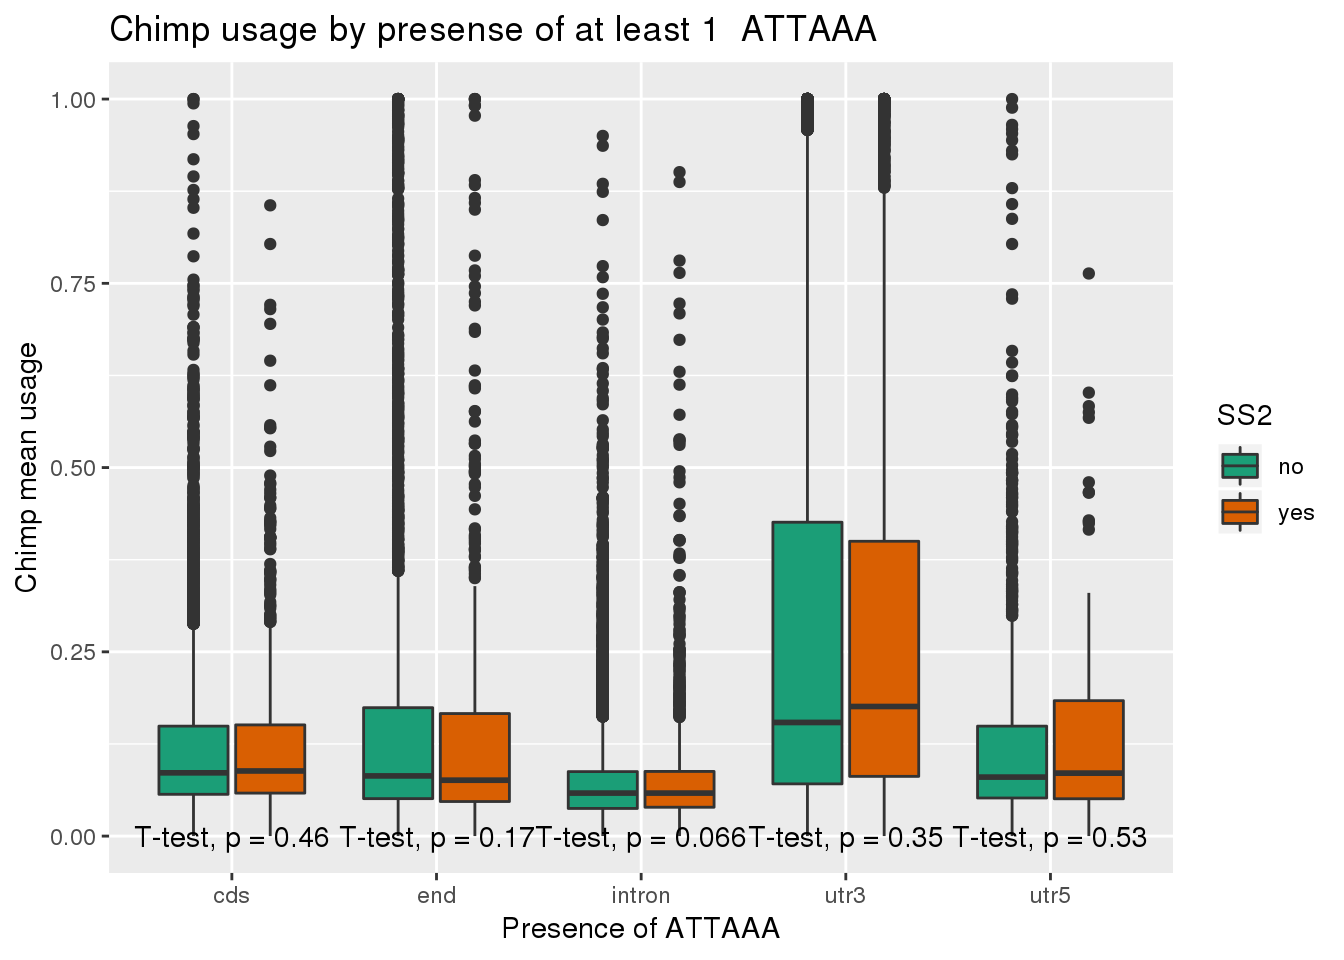 Chimp usage by presense of at least 1  ATTAAA
Chimp mean usage
1.00
0.75
0.50
0.25
0.00
T-test, p = 0.46
T-test, p = 0.17
T-test, p = 0.066
T-test, p = 0.35
T-test, p = 0.53
cds
end
intron
utr3
utr5
Presence of ATTAAA
SS2
no
yes